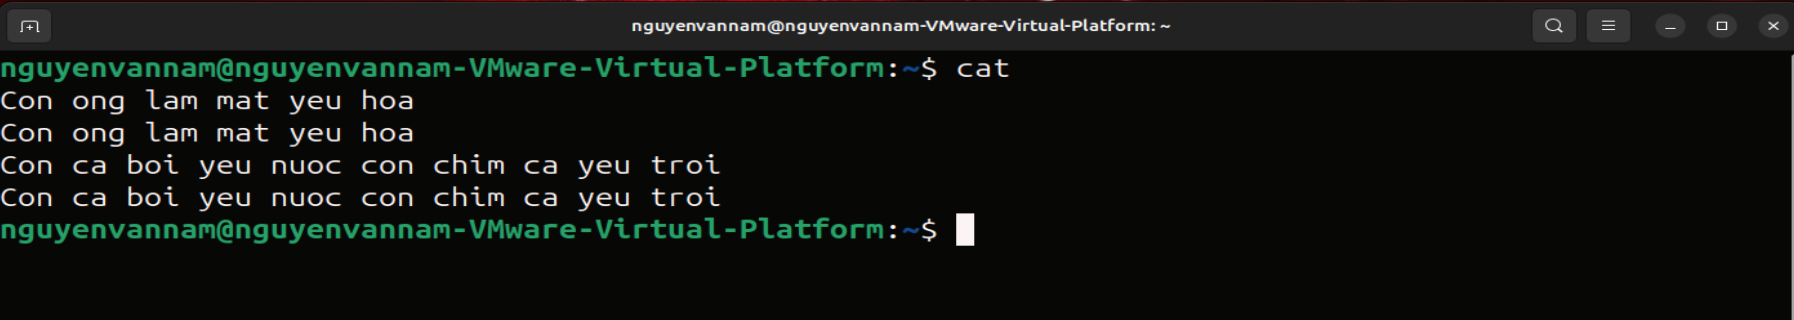 nguyenvannam@nguyenvannam-VMware-Virtual-Platform: ~
nguyenvannam@nguyenvannam-VMware-Virtual-Platform:~$ cat
Con ong lam mat yeu hoa
Con ong lam mat yeu hoa
Con ca boi yeu nuoc con chim ca yeu troi
Con ca boi yeu nuoc con chim ca yeu troi
nguyenvannam@nguyenvannam-VMware-Virtual-Platform:~$